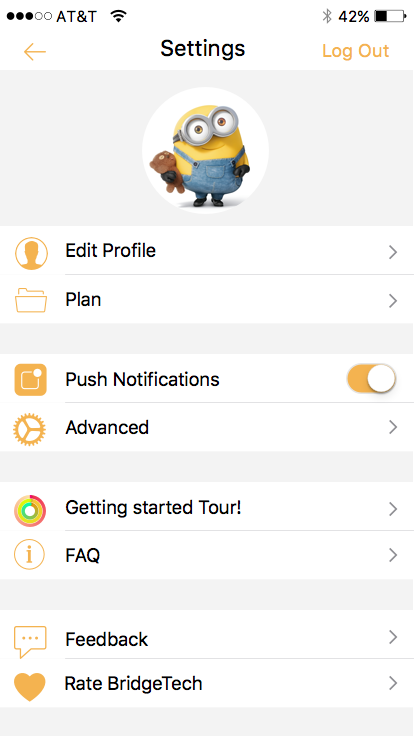 AT&T 42%
Settings Log Out
Edit Profile
Plan
Push Notifications
Advanced
Getting started Tour!
FAQ
Feedback
Rate BridgeTech